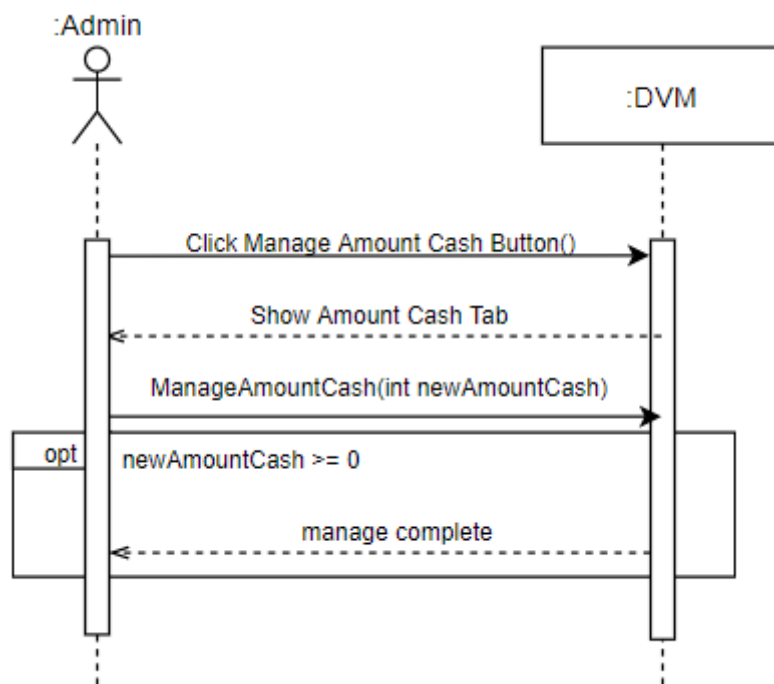 :Admin
:DVM
Click Manage Amount Cash Button()
Show Amount Cash Tab
ManageAmountCash(int newAmountCash)
opt
newAmountCash >= 0
manage complete